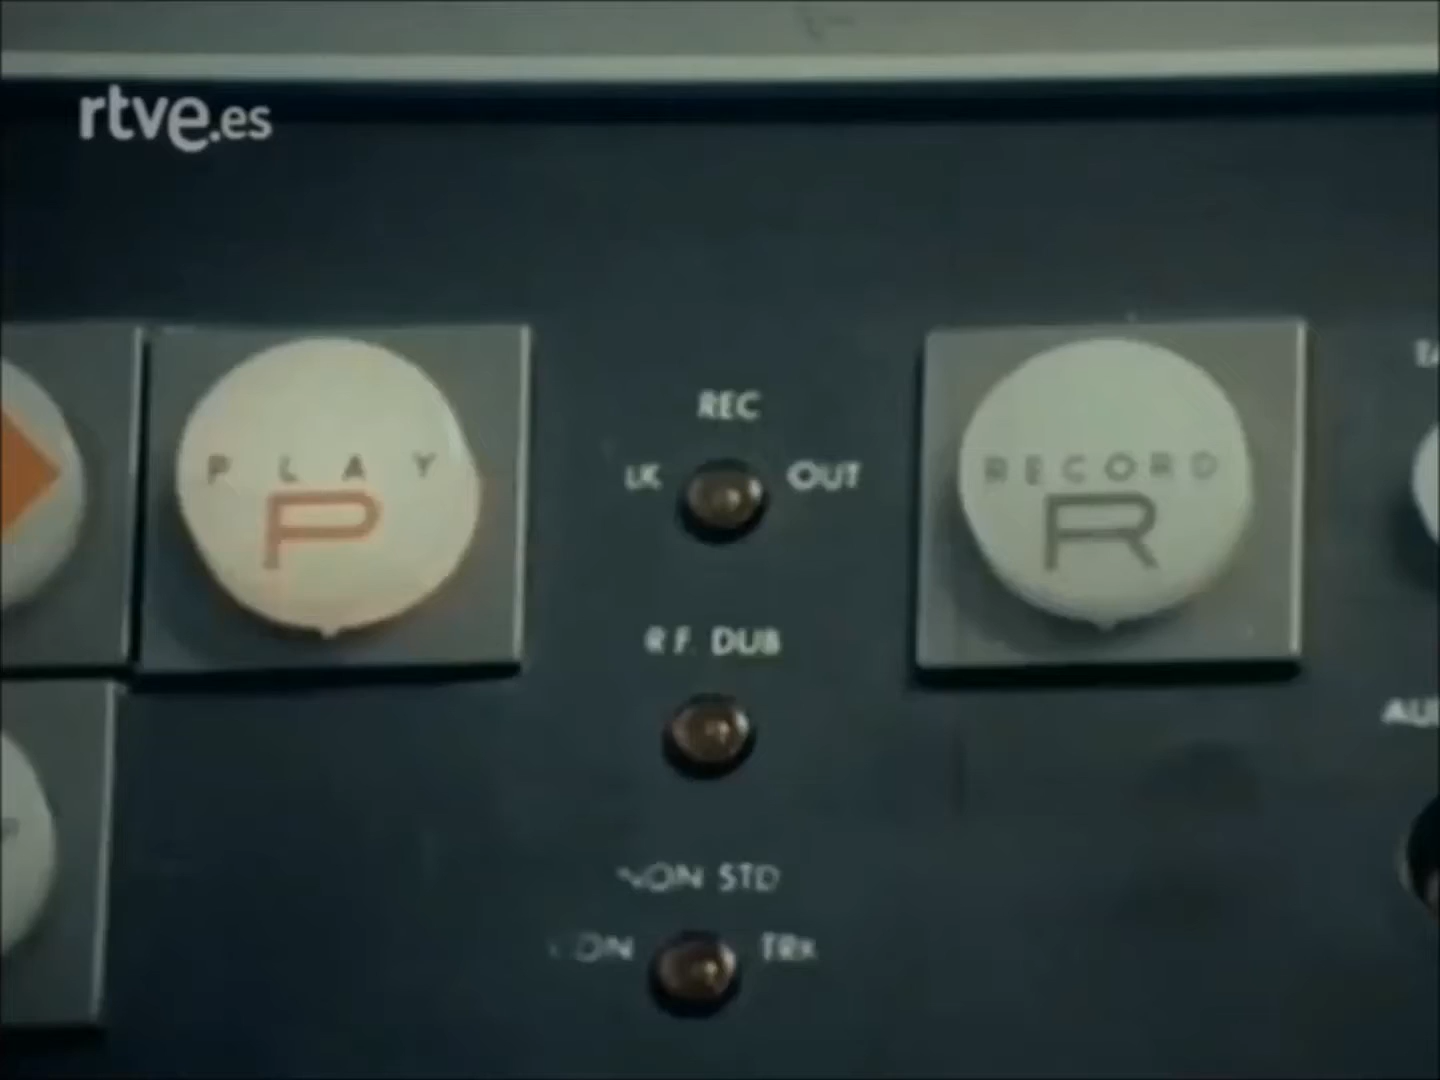 rtve.es
REC
LK OUT
PLAY
P
RECORD
R
R F. DUB
NON STD
TRK